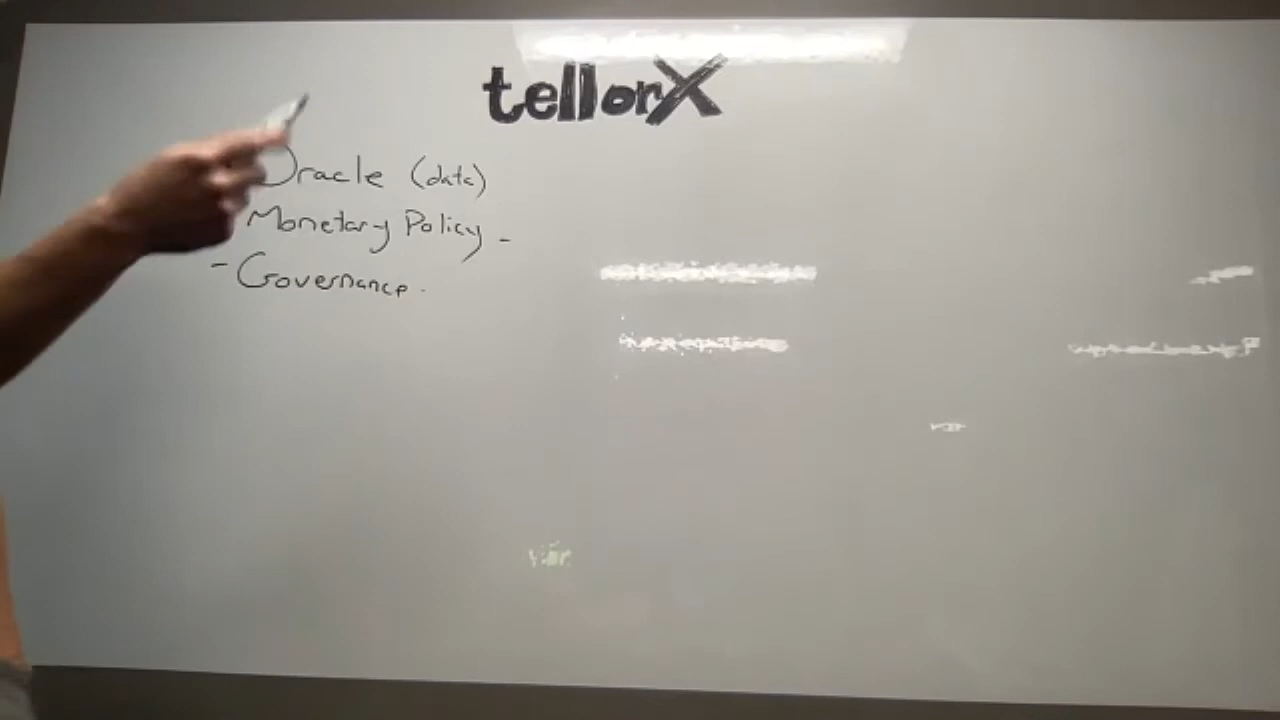 tellorX
Oracle (data)
Monetary Policy -
- Governance.